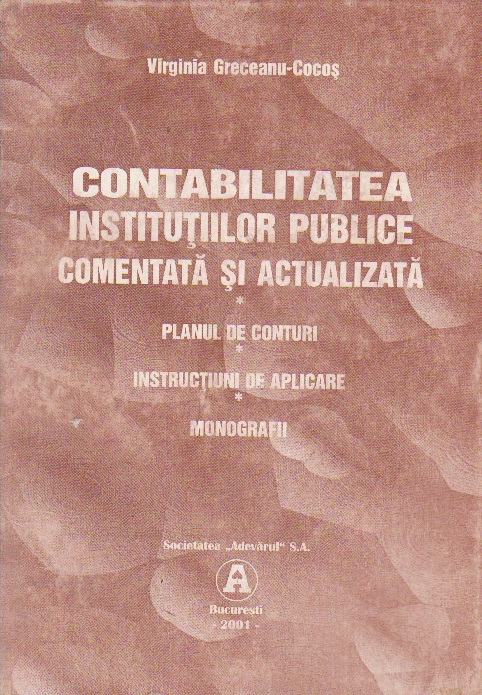 Virginia Greceanu-Cocoş
CONTABILITATEA
INSTITUŢIILOR PUBLICE
COMENTATĂ ŞI ACTUALIZATĂ
*
PLANUL DE CONTURI
*
INSTRUCŢIUNI DE APLICARE
*
MONOGRAFII
Societatea „Adevărul" S.A.
A
Bucureşti
- 2001 -